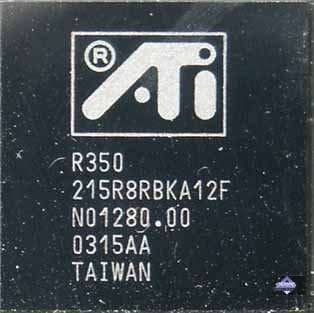 ® ATi
R350
215R8RBKA12F
N01280.00
0315AA
TAIWAN